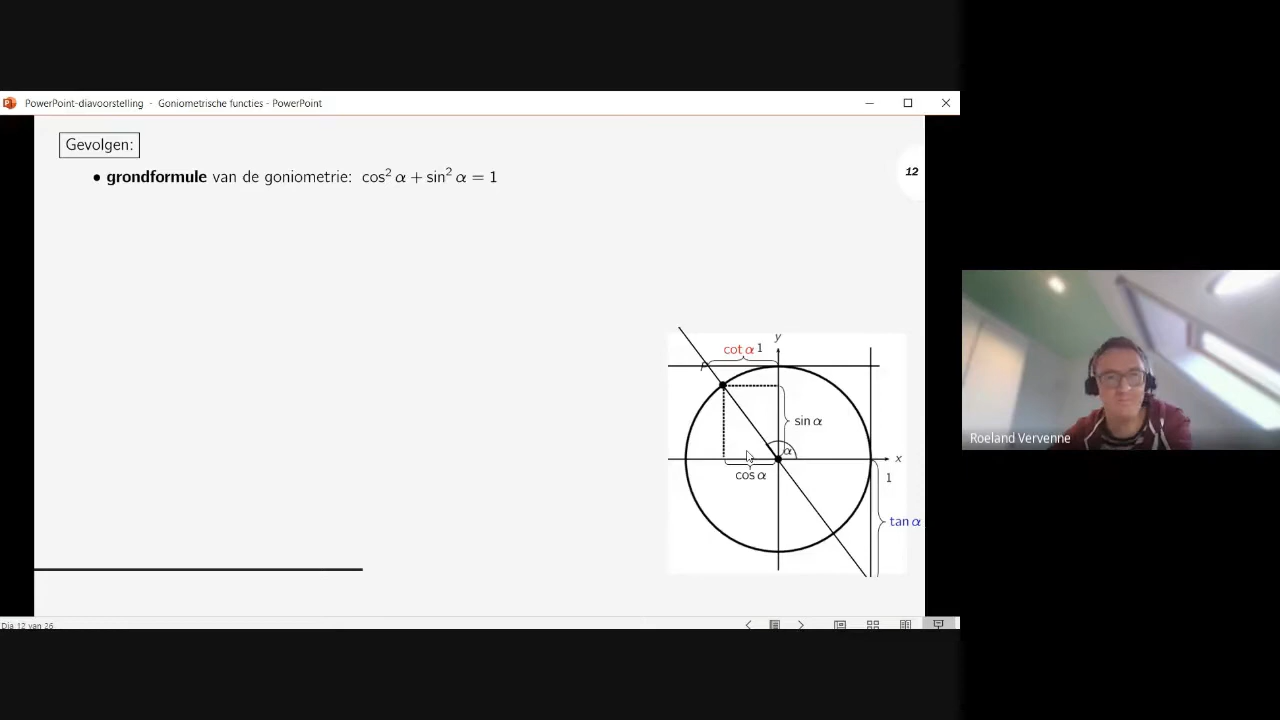 PowerPoint-diavoorstelling - Goniometrische functies - PowerPoint
Gevolgen:
12
• grondformule van de goniometrie: cos² α + sin² α = 1
y
cot α 1
sin α
α
x
cos α
1
tan α
Roeland Vervenne
Dia 12 van 26